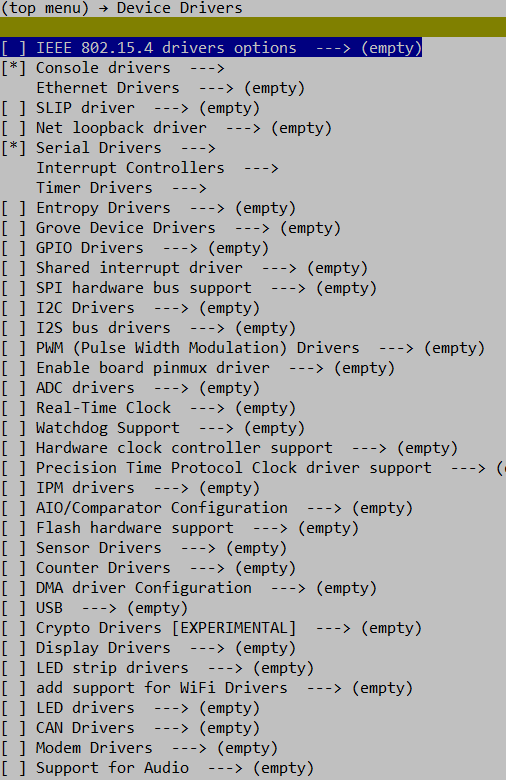 (top menu) → Device Drivers
[ ] IEEE 802.15.4 drivers options  ---> (empty)
[*] Console drivers  --->
    Ethernet Drivers  ---> (empty)
[ ] SLIP driver  ---> (empty)
[ ] Net loopback driver  ---> (empty)
[*] Serial Drivers  --->
    Interrupt Controllers  --->
    Timer Drivers  --->
[ ] Entropy Drivers  ---> (empty)
[ ] Grove Device Drivers  ---> (empty)
[ ] GPIO Drivers  ---> (empty)
[ ] Shared interrupt driver  ---> (empty)
[ ] SPI hardware bus support  ---> (empty)
[ ] I2C Drivers  ---> (empty)
[ ] I2S bus drivers  ---> (empty)
[ ] PWM (Pulse Width Modulation) Drivers  ---> (empty)
[ ] Enable board pinmux driver  ---> (empty)
[ ] ADC drivers  ---> (empty)
[ ] Real-Time Clock  ---> (empty)
[ ] Watchdog Support  ---> (empty)
[ ] Hardware clock controller support  ---> (empty)
[ ] Precision Time Protocol Clock driver support  ---> (
[ ] IPM drivers  ---> (empty)
[ ] AIO/Comparator Configuration  ---> (empty)
[ ] Flash hardware support  ---> (empty)
[ ] Sensor Drivers  ---> (empty)
[ ] Counter Drivers  ---> (empty)
[ ] DMA driver Configuration  ---> (empty)
[ ] USB  ---> (empty)
[ ] Crypto Drivers [EXPERIMENTAL]  ---> (empty)
[ ] Display Drivers  ---> (empty)
[ ] LED strip drivers  ---> (empty)
[ ] add support for WiFi Drivers  ---> (empty)
[ ] LED drivers  ---> (empty)
[ ] CAN Drivers  ---> (empty)
[ ] Modem Drivers  ---> (empty)
[ ] Support for Audio  ---> (empty)